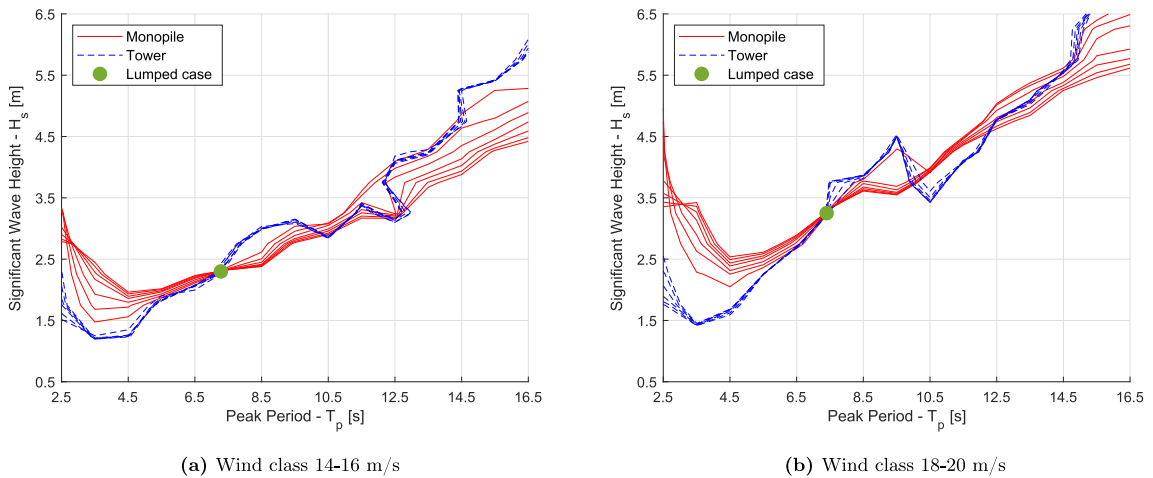 6.5
5.5
4.5
3.5
2.5
1.5
0.5
Significant Wave Height - H_s [m]
Monopile
Tower
Lumped case
2.5 4.5 6.5 8.5 10.5 12.5 14.5 16.5
Peak Period - T_p [s]
(a) Wind class 14-16 m/s
6.5
5.5
4.5
3.5
2.5
1.5
0.5
Significant Wave Height - H_s [m]
Monopile
Tower
Lumped case
2.5 4.5 6.5 8.5 10.5 12.5 14.5 16.5
Peak Period - T_p [s]
(b) Wind class 18-20 m/s